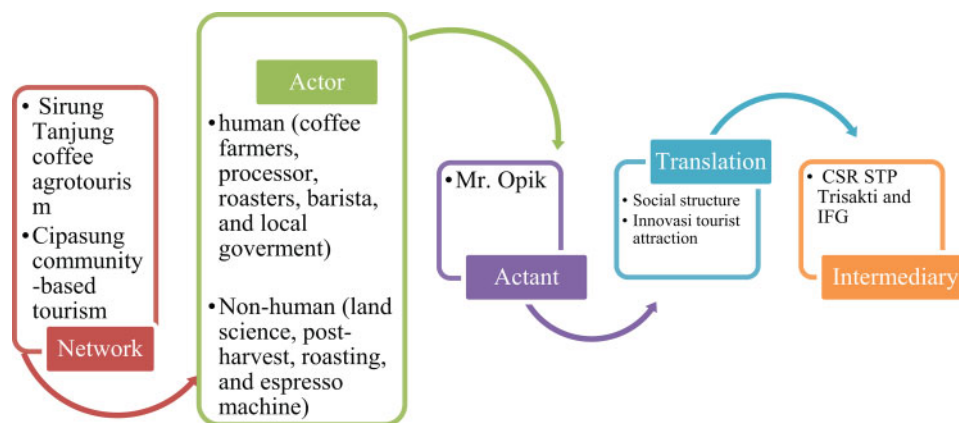 • Sirung
Tanjung
coffee
agrotouris
m
• Cipasung
community
-based
tourism
Network
Actor
•human (coffee
farmers,
processor,
roasters, barista,
and local
goverment)
•Non-human (land
science, post-
harvest, roasting,
and espresso
machine)
•Mr. Opik
Actant
Translation
• Social structure
• Innovasi tourist
attraction
• CSR STP
Trisakti and
IFG
Intermediary